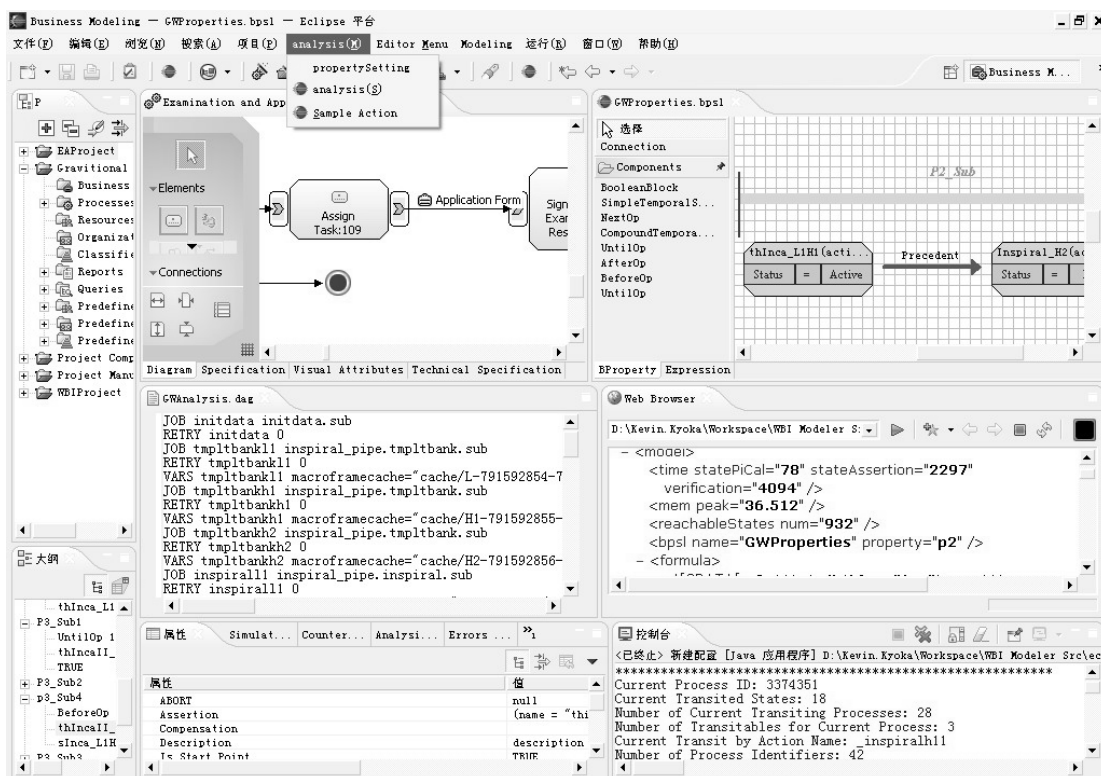 Business Modeling — GWProperties.bpsl — Eclipse 平台
文件(F) 编辑(E) 浏览(N) 搜索(A) 项目(P) analysis(M) Editor Menu Modeling 运行(R) 窗口(W) 帮助(H)
propertySetting
analysis(S)
Sample Action
Business M...
P
EAProject
Gravitional
Business
Processes
Resources
Organizat
Classifie
Reports
Queries
Predefine
Predefine
Predefine
Project Comp
Project Manu
WBIProject
Examination and App
Elements
Connections
Assign
Task:109
Application Form
Sign
Exar
Res
Diagram Specification Visual Attributes Technical Specification
GWProperties.bpsl
选择
Connection
Components
BooleanBlock
SimpleTemporalS...
NextOp
CompoundTempora...
UntilOp
AfterOp
BeforeOp
UntilOp
P2_Sub
thInca_L1H1(acti...
Status = Active
Precedent
Inspiral_H2(ac
Status =
BProperty Expression
GWAnalysis.dag
JOB initdata initdata.sub
RETRY initdata 0
JOB tmpltbankl1 inspiral_pipe.tmpltbank.sub
RETRY tmpltbankl1 0
VARS tmpltbankl1 macroframecache="cache/L-791592854-7
JOB tmpltbankh1 inspiral_pipe.tmpltbank.sub
RETRY tmpltbankh1 0
VARS tmpltbankh1 macroframecache="cache/H1-791592855-
JOB tmpltbankh2 inspiral_pipe.tmpltbank.sub
RETRY tmpltbankh2 0
VARS tmpltbankh2 macroframecache="cache/H2-791592856-
JOB inspirall1 inspiral_pipe.inspiral.sub
RETRY inspirall1 0
Web Browser
D:\Kevin.Kyoka\Workspace\WBI Modeler S:
– <model>
<time statePiCal="78" stateAssertion="2297"
verification="4094" />
<mem peak="36.512" />
<reachableStates num="932" />
<bpsl name="GWProperties" property="p2" />
– <formula>
大纲
thInca_L1
P3_Sub1
UntilOp 1
thIncaII_
TRUE
p3_Sub2
p3_Sub4
BeforeOp
thIncaII_
sInca_L1H
P3_Sub3
属性 Simulat... Counter... Analysi... Errors ... »1
属性 值
ABORT null
Assertion (name = "thi
Compensation
Description description
Is Start Point TRUE
控制台
<已终止> 新建配置 [Java 应用程序] D:\Kevin.Kyoka\Workspace\WBI Modeler Src\ec
******************************************************************
Current Process ID: 3374351
Current Transited States: 18
Number of Current Transiting Processes: 28
Number of Transitables for Current Process: 3
Current Transit by Action Name: _inspiralh11
Number of Process Identifiers: 42